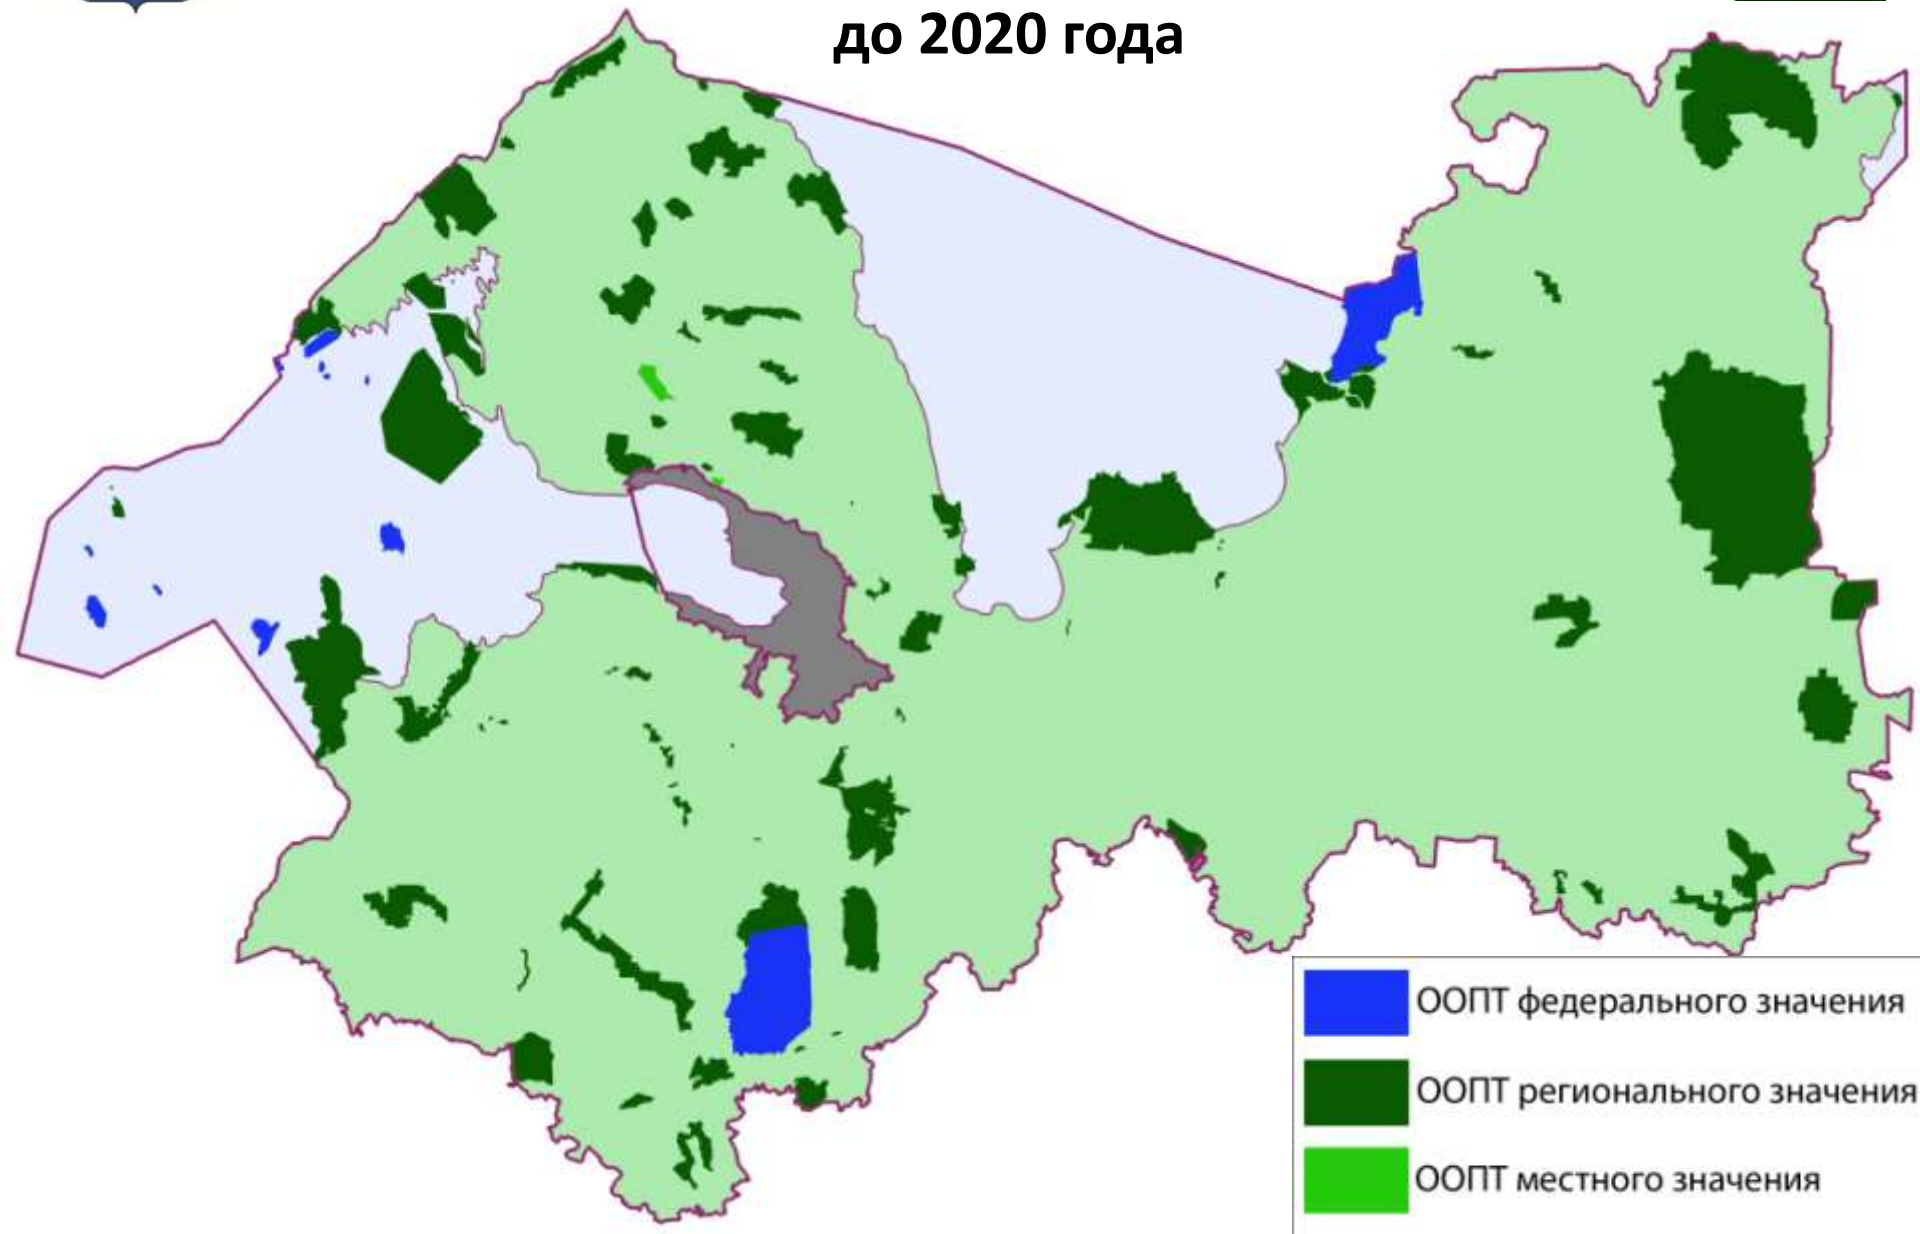 до 2020 года
ООПТ федерального значения
ООПТ регионального значения
ООПТ местного значения